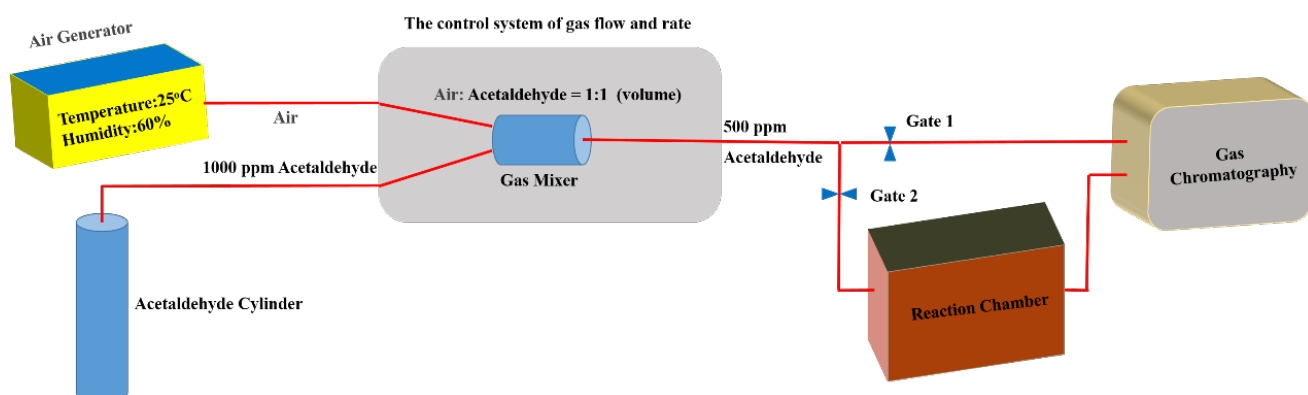 The control system of gas flow and rate
Air Generator
Temperature:25°C
Humidity:60%
Air
Air: Acetaldehyde = 1:1 (volume)
1000 ppm Acetaldehyde
Gas Mixer
500 ppm
Acetaldehyde
Gate 1
Gate 2
Gas
Chromatography
Reaction Chamber
Acetaldehyde Cylinder